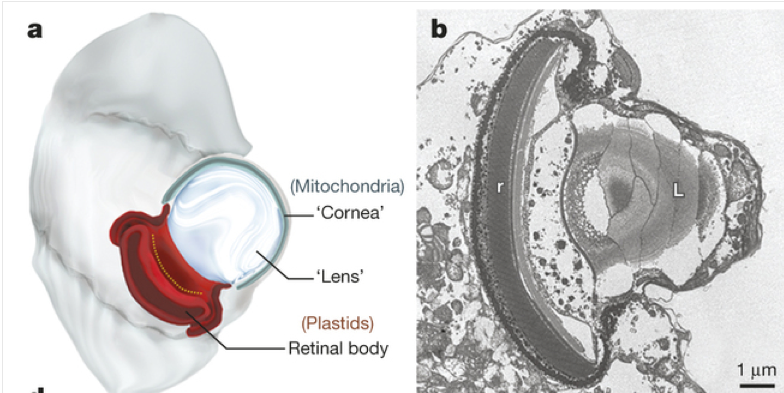 a
(Mitochondria)
‘Cornea’
‘Lens’
(Plastids)
Retinal body
b
r
L
1 µm